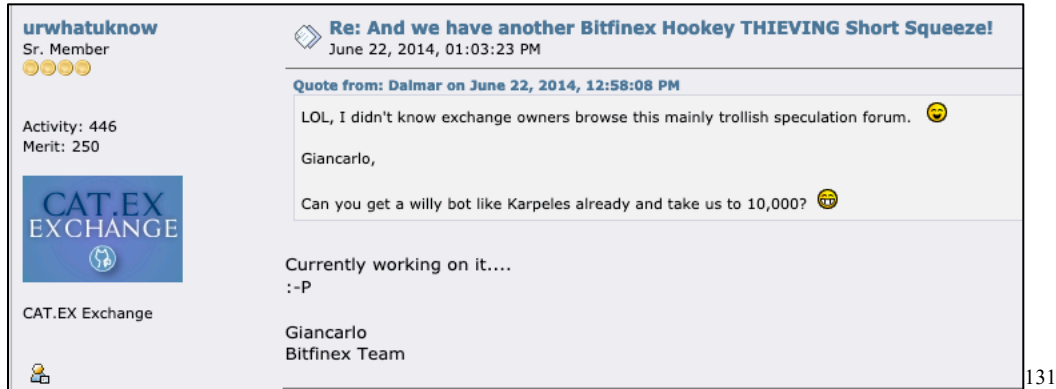 urwhatuknow
Sr. Member
Activity: 446
Merit: 250
CAT.EX
EXCHANGE
CAT.EX Exchange
Re: And we have another Bitfinex Hookey THIEVING Short Squeeze!
June 22, 2014, 01:03:23 PM
Quote from: Dalmar on June 22, 2014, 12:58:08 PM
LOL, I didn't know exchange owners browse this mainly trollish speculation forum.
Giancarlo,
Can you get a willy bot like Karpeles already and take us to 10,000?
Currently working on it....
:-P
Giancarlo
Bitfinex Team
131